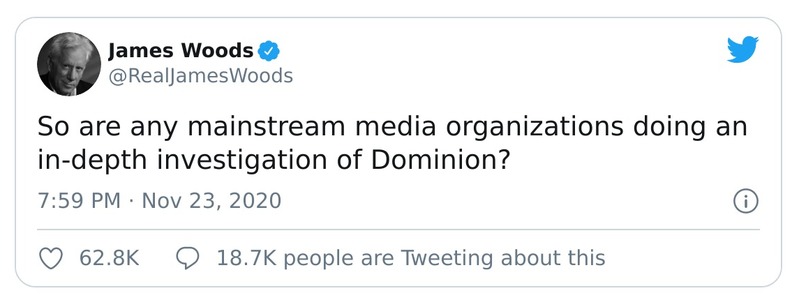 James Woods
@RealJamesWoods
So are any mainstream media organizations doing an
in-depth investigation of Dominion?
7:59 PM · Nov 23, 2020
62.8K 18.7K people are Tweeting about this